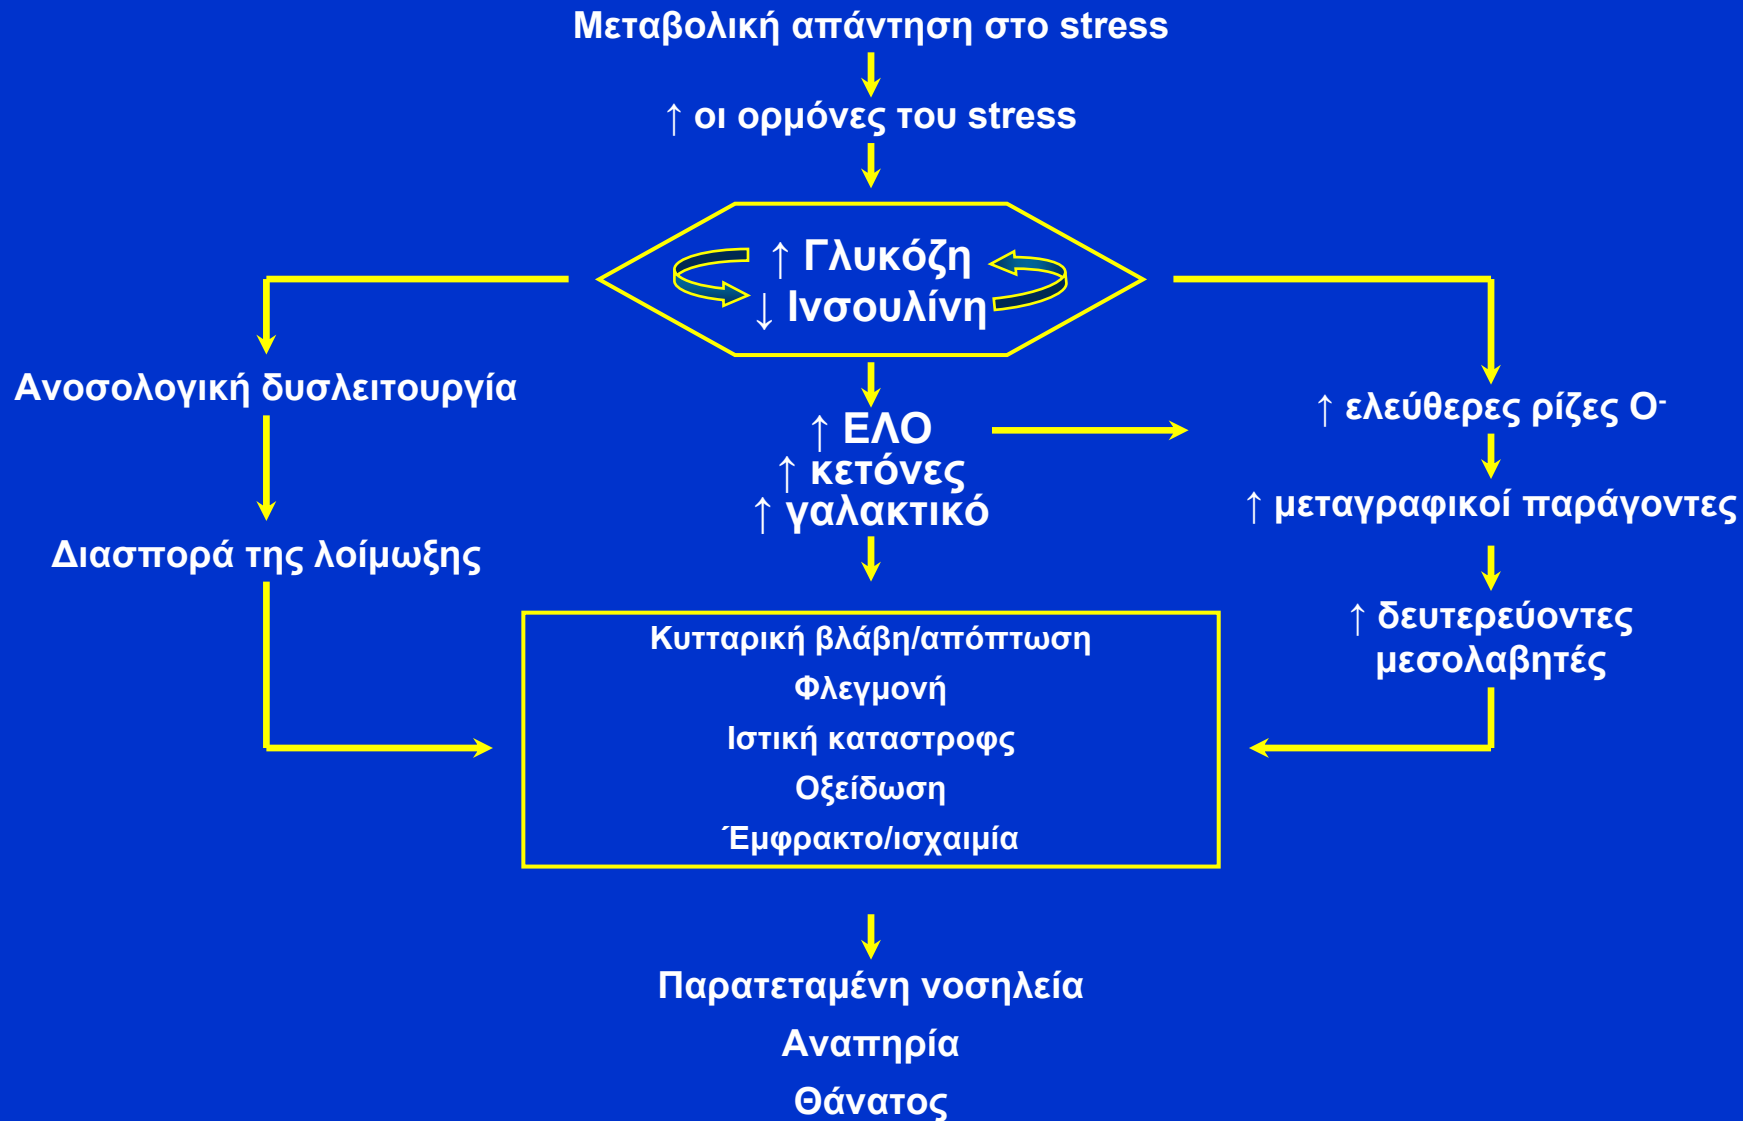 Μεταβολική απάντηση στο stress
↑ οι ορμόνες του stress
↑ Γλυκόζη
↓ Ινσουλίνη
Ανοσολογική δυσλειτουργία
Διασπορά της λοίμωξης
↑ ΕΛΟ
↑ κετόνες
↑ γαλακτικό
↑ ελεύθερες ρίζες Ο-
↑ μεταγραφικοί παράγοντες
↑ δευτερεύοντες
μεσολαβητές
Κυτταρική βλάβη/απόπτωση
Φλεγμονή
Ιστική καταστροφς
Οξείδωση
Έμφρακτο/ισχαιμία
Παρατεταμένη νοσηλεία
Αναπηρία
Θάνατος